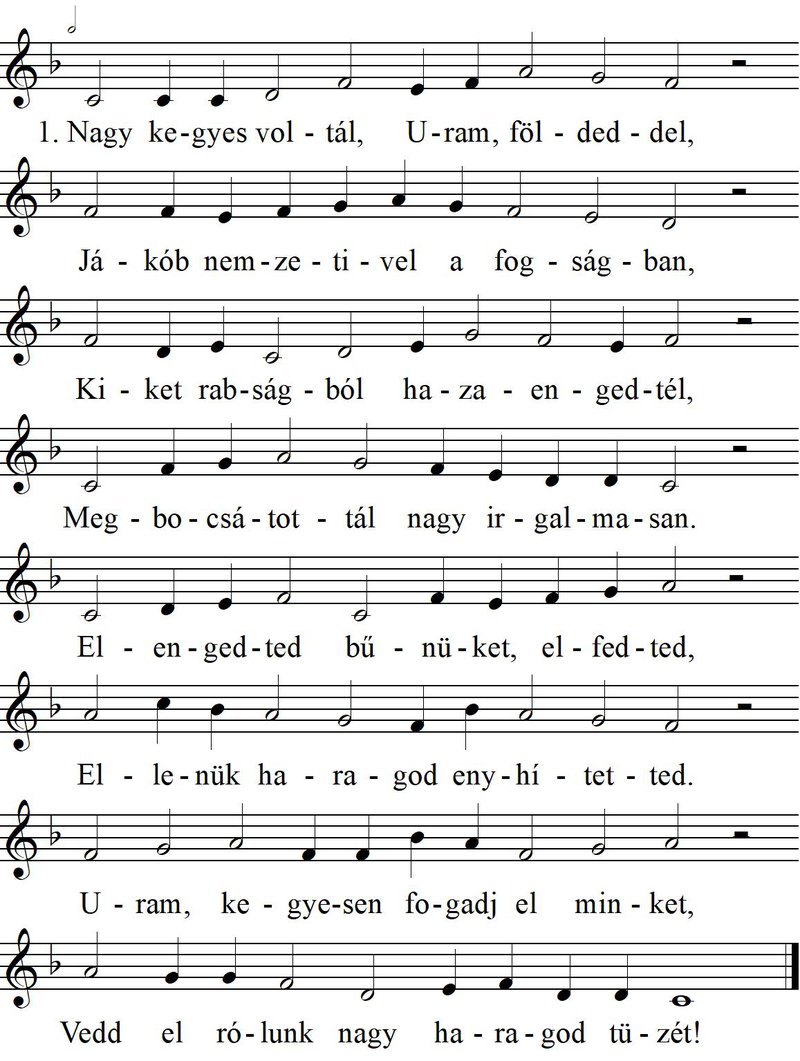 1. Nagy ke-gyes vol-tál, U-ram, föl-ded-del,
Já-kób nem-ze-ti-vel a fog-ság-ban,
Ki-ket rab-ság-ból ha-za-en-ged-tél,
Meg-bo-csá-tot-tál nagy ir-gal-ma-san.
El-en-ged-ted bű-nü-ket, el-fed-ted,
El-le-nük ha-ra-god eny-hí-tet-ted.
U-ram, ke-gye-sen fo-gadj el min-ket,
Vedd el ró-lunk nagy ha-ra-god tü-zét!